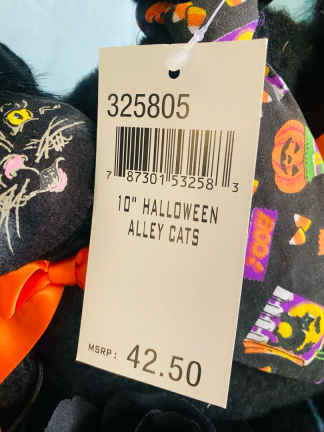 325805
7 87301 53258 3
10" HALLOWEEN
ALLEY CATS
MSRP: 42.50
BOO!